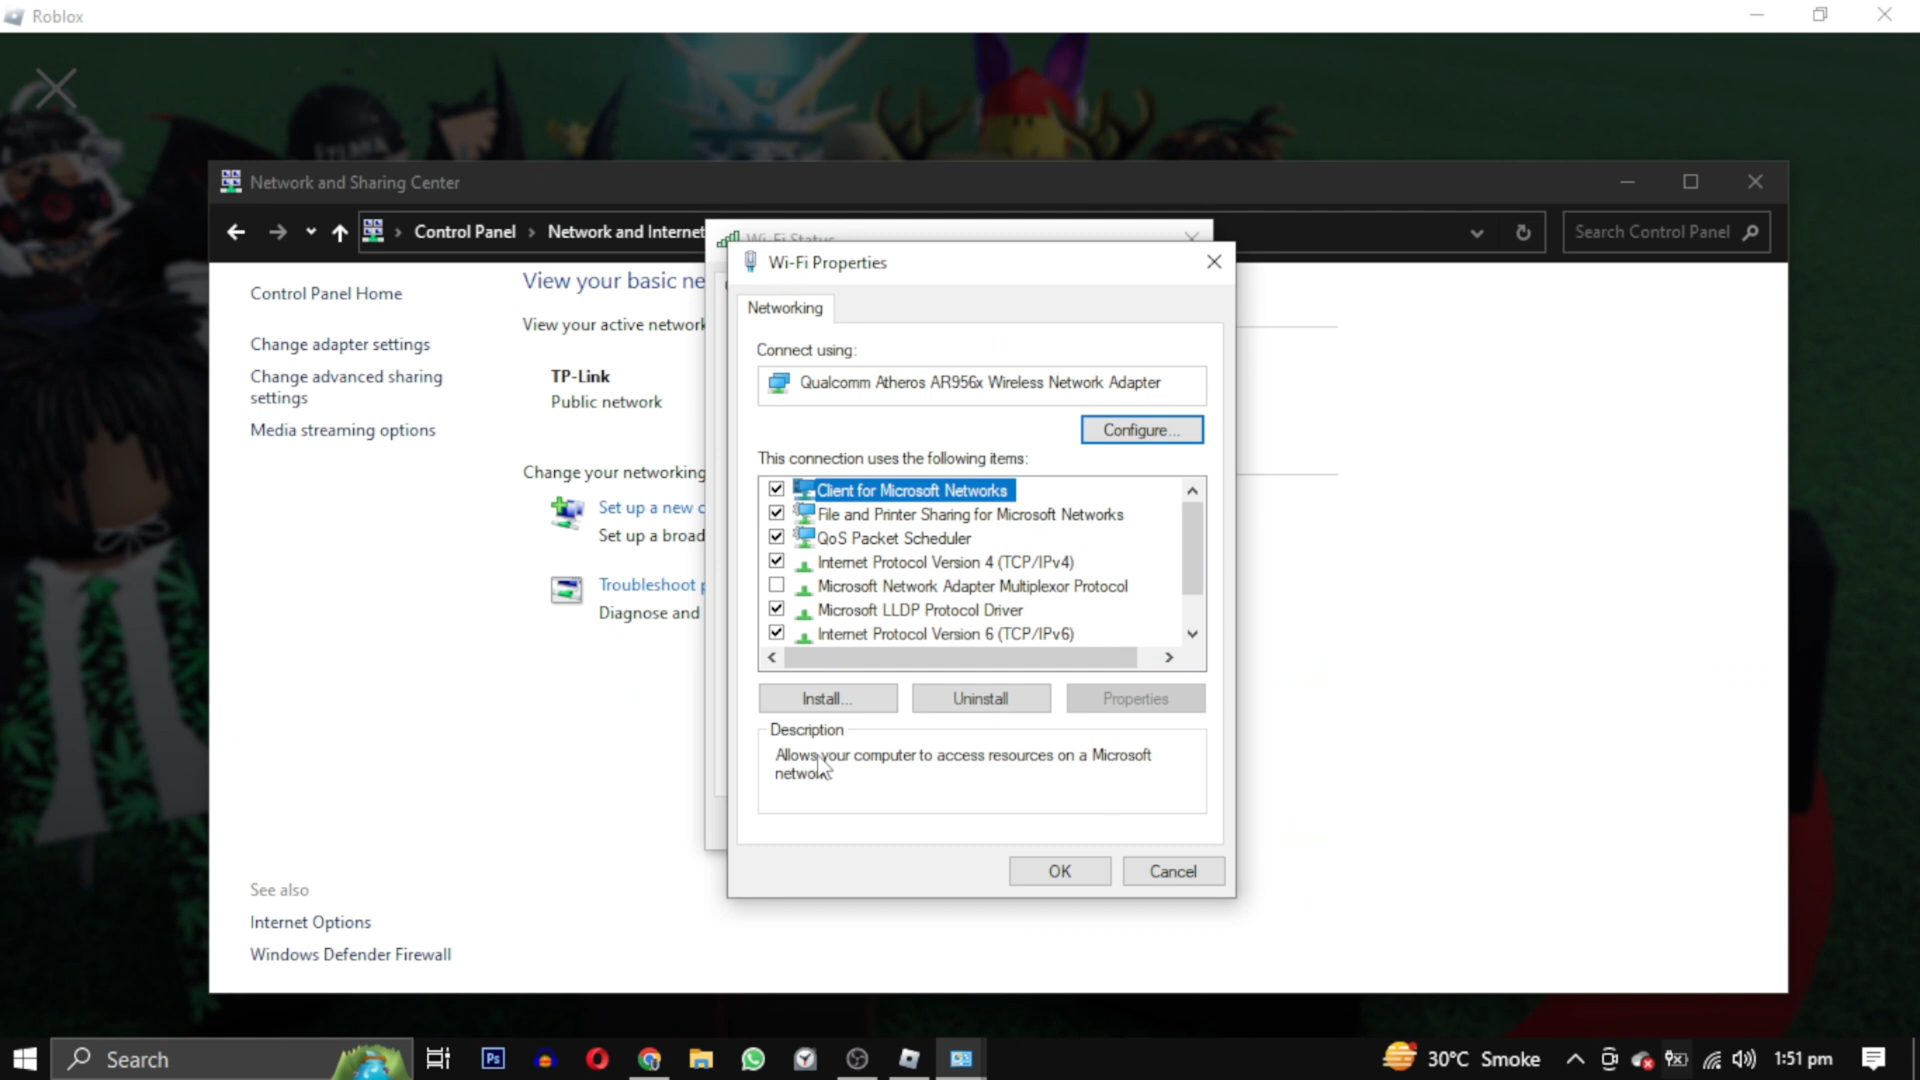 Roblox
Network and Sharing Center
Control Panel
Network and Internet
Search Control Panel
Wi-Fi Status
Wi-Fi Properties
Control Panel Home
Change adapter settings
Change advanced sharing
settings
Media streaming options
View your basic ne
View your active network
TP-Link
Public network
Change your networking
Set up a new c
Set up a broad
Troubleshoot p
Diagnose and
Networking
Connect using:
Qualcomm Atheros AR956x Wireless Network Adapter
Configure...
This connection uses the following items:
Client for Microsoft Networks
File and Printer Sharing for Microsoft Networks
QoS Packet Scheduler
Internet Protocol Version 4 (TCP/IPv4)
Microsoft Network Adapter Multiplexor Protocol
Microsoft LLDP Protocol Driver
Internet Protocol Version 6 (TCP/IPv6)
Install...
Uninstall
Properties
Description
Allows your computer to access resources on a Microsoft
network.
OK
Cancel
See also
Internet Options
Windows Defender Firewall
Search
Ps
30°C Smoke
1:51 pm